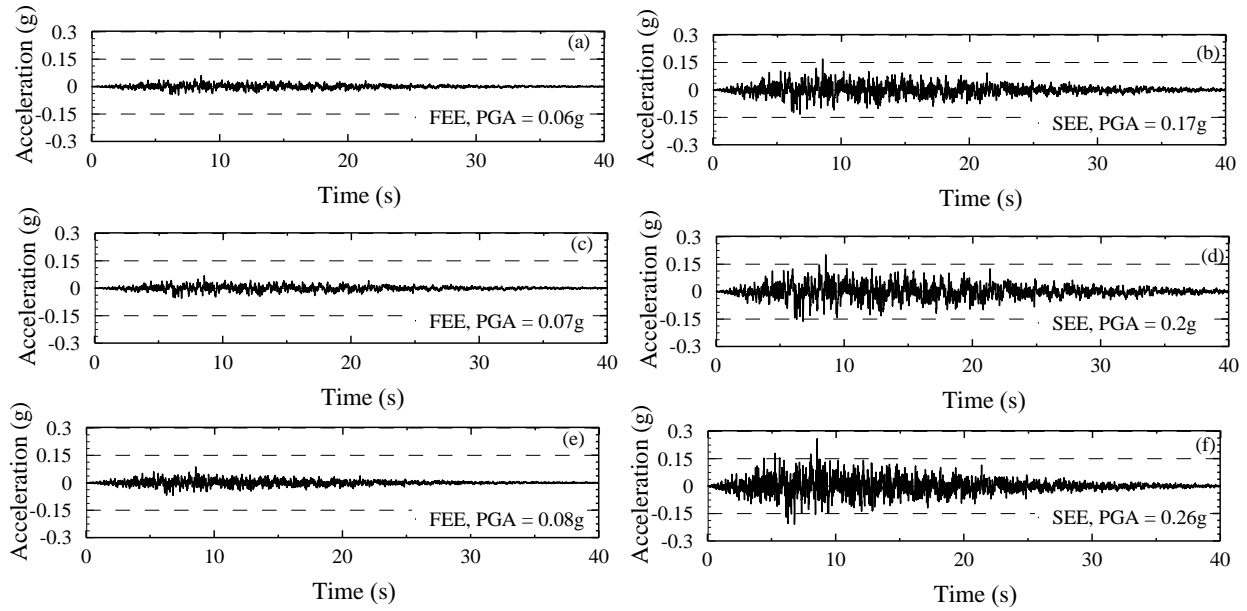 Acceleration (g)
0.3
0.15
0
-0.15
-0.3
(a)
FEE, PGA = 0.06g
0 10 20 30 40
Time (s)
Acceleration (g)
0.3
0.15
0
-0.15
-0.3
(b)
SEE, PGA = 0.17g
0 10 20 30 40
Time (s)
Acceleration (g)
0.3
0.15
0
-0.15
-0.3
(c)
FEE, PGA = 0.07g
0 10 20 30 40
Time (s)
Acceleration (g)
0.3
0.15
0
-0.15
-0.3
(d)
SEE, PGA = 0.2g
0 10 20 30 40
Time (s)
Acceleration (g)
0.3
0.15
0
-0.15
-0.3
(e)
FEE, PGA = 0.08g
0 10 20 30 40
Time (s)
Acceleration (g)
0.3
0.15
0
-0.15
-0.3
(f)
SEE, PGA = 0.26g
0 10 20 30 40
Time (s)